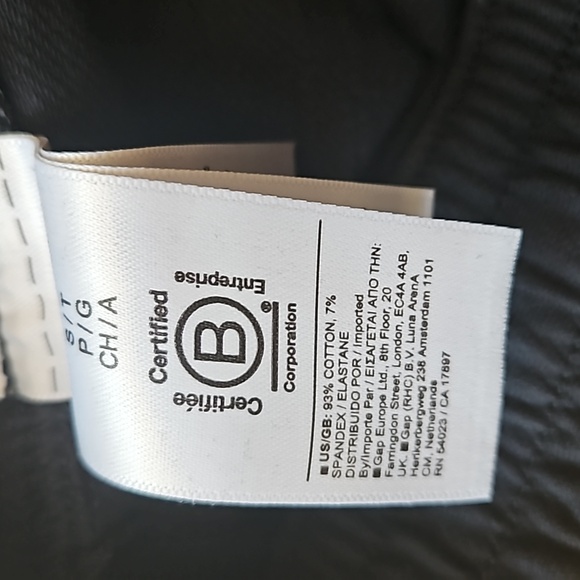 S / T
P / G
CH / A
Certified
Certifiée
B
®
Entreprise
Corporation
US/GB: 93% COTTON, 7%
SPANDEX / ELASTANE
DISTRIBUIDO POR / Imported
By/Importe Par / ΕΙΣΑΓΕΤΑΙ ΑΠΟ ΤΗΝ:
Gap Europe Ltd., 8th Floor, 20
Farringdon Street, London, EC4A 4AB,
UK. Gap (RHC) B.V, Luna ArenA
Herikerbergweg 238 Amsterdam 1101
CM, Netherlands
RN 54023 / CA 17897